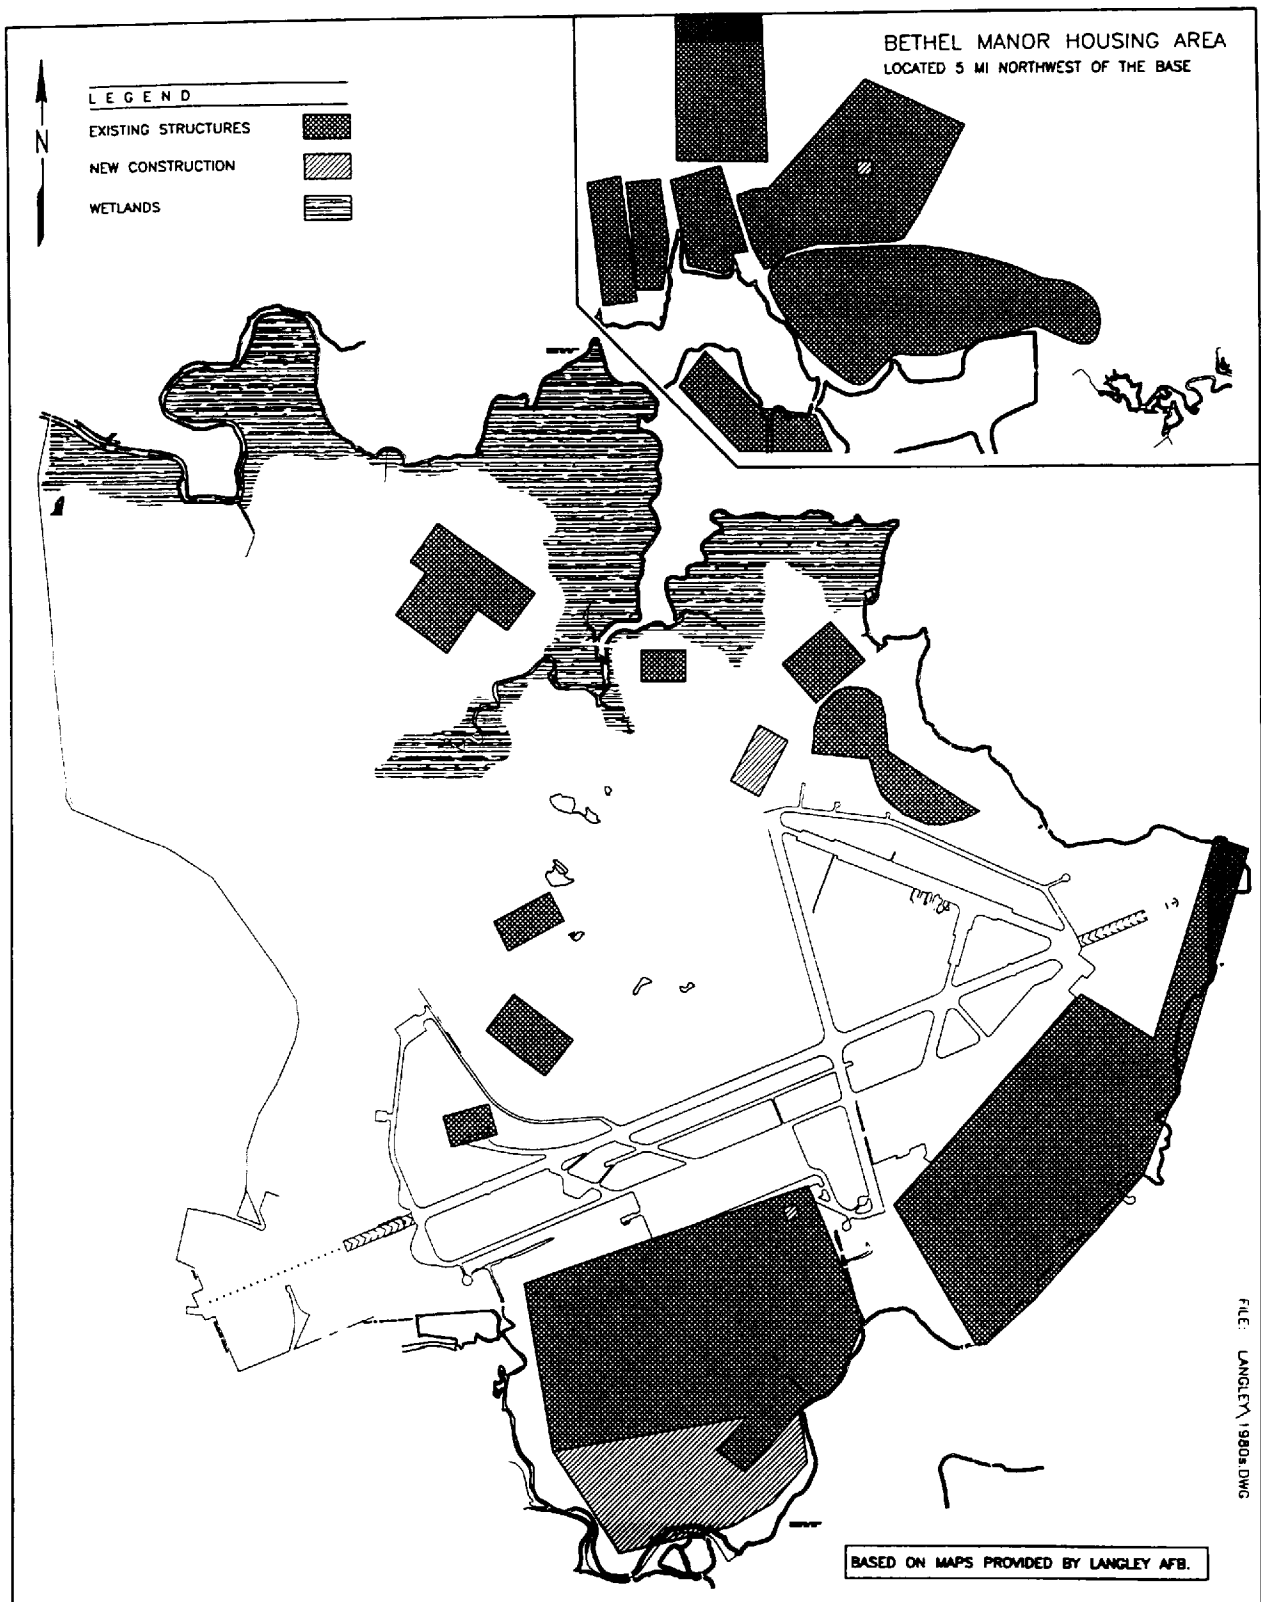 BETHEL MANOR HOUSING AREA
LOCATED 5 MI NORTHWEST OF THE BASE
LEGEND
N
EXISTING STRUCTURES
NEW CONSTRUCTION
WETLANDS
FILE: LANGLEY\1980s.DWG
BASED ON MAPS PROVIDED BY LANGLEY AFB.